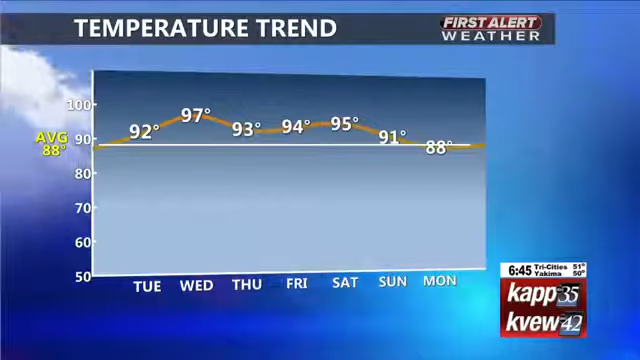 TEMPERATURE TREND
FIRST ALERT
WEATHER
100
90
80
70
60
50
AVG
88°
92°
97°
93°
94°
95°
91°
88°
TUE WED THU FRI SAT SUN MON
6:45 Tri-Cities 51°
Yakima 50°
kapp 35
kvew 42